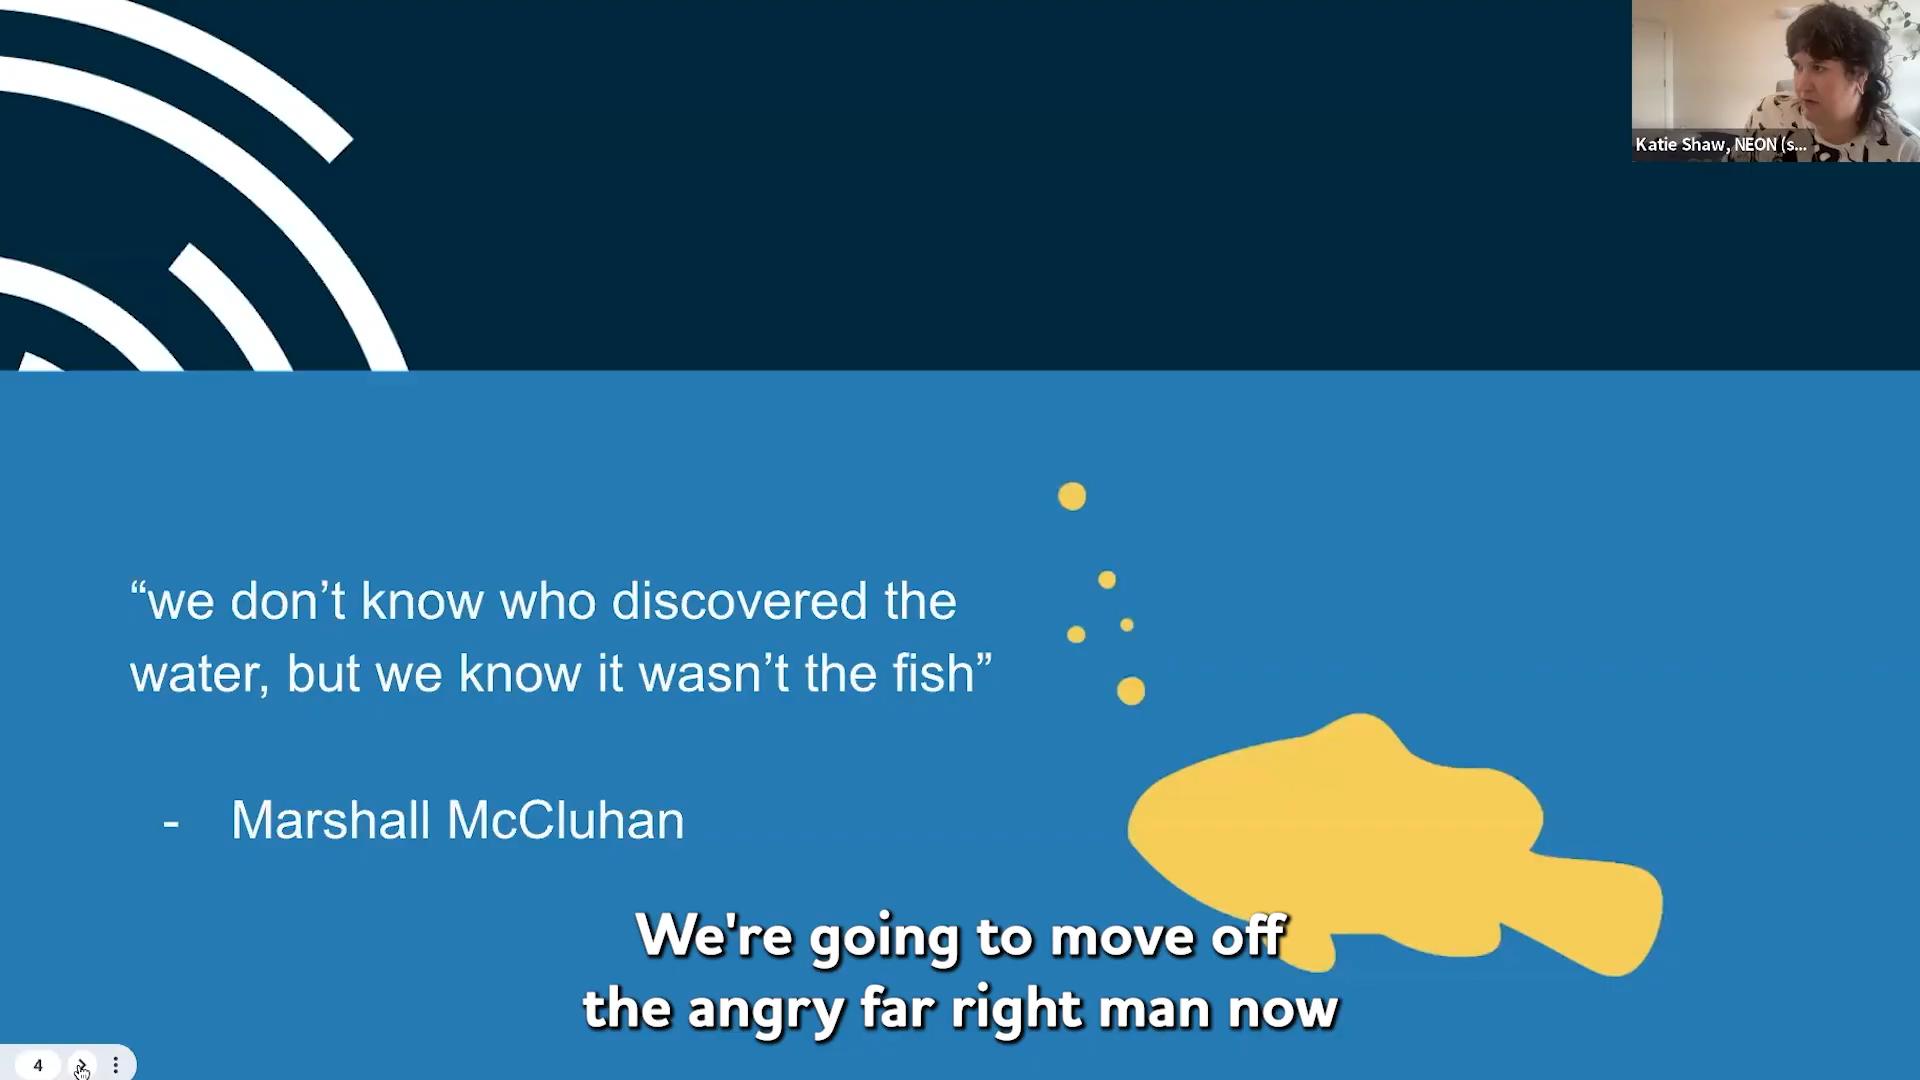 Katie Shaw, NEON (s...
“we don’t know who discovered the
water, but we know it wasn’t the fish”
- Marshall McCluhan
We're going to move off
the angry far right man now
4